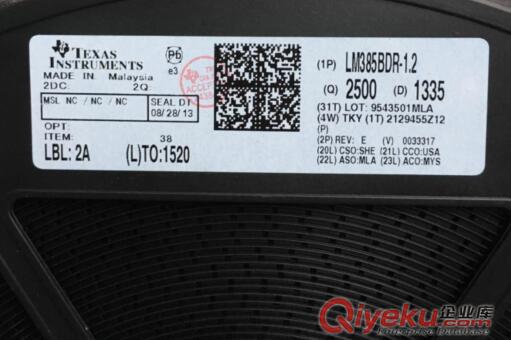 TEXAS
INSTRUMENTS
MADE IN: Malaysia
2DC: 2Q:
Pb
e3
MSL NC / NC / NC
SEAL DT
08/28/13
OPT:
ITEM: 38
LBL: 2A (L)TO:1520
(1P) LM385BDR-1.2
(Q) 2500 (D) 1335
(31T) LOT: 9543501MLA
(4W) TKY (1T) 2129455Z12
(P)
(2P) REV: E (V) 0033317
(20L) CSO:SHE (21L) CCO:USA
(22L) ASO:MLA (23L) ACO:MYS
Qiyeku企业库
.com